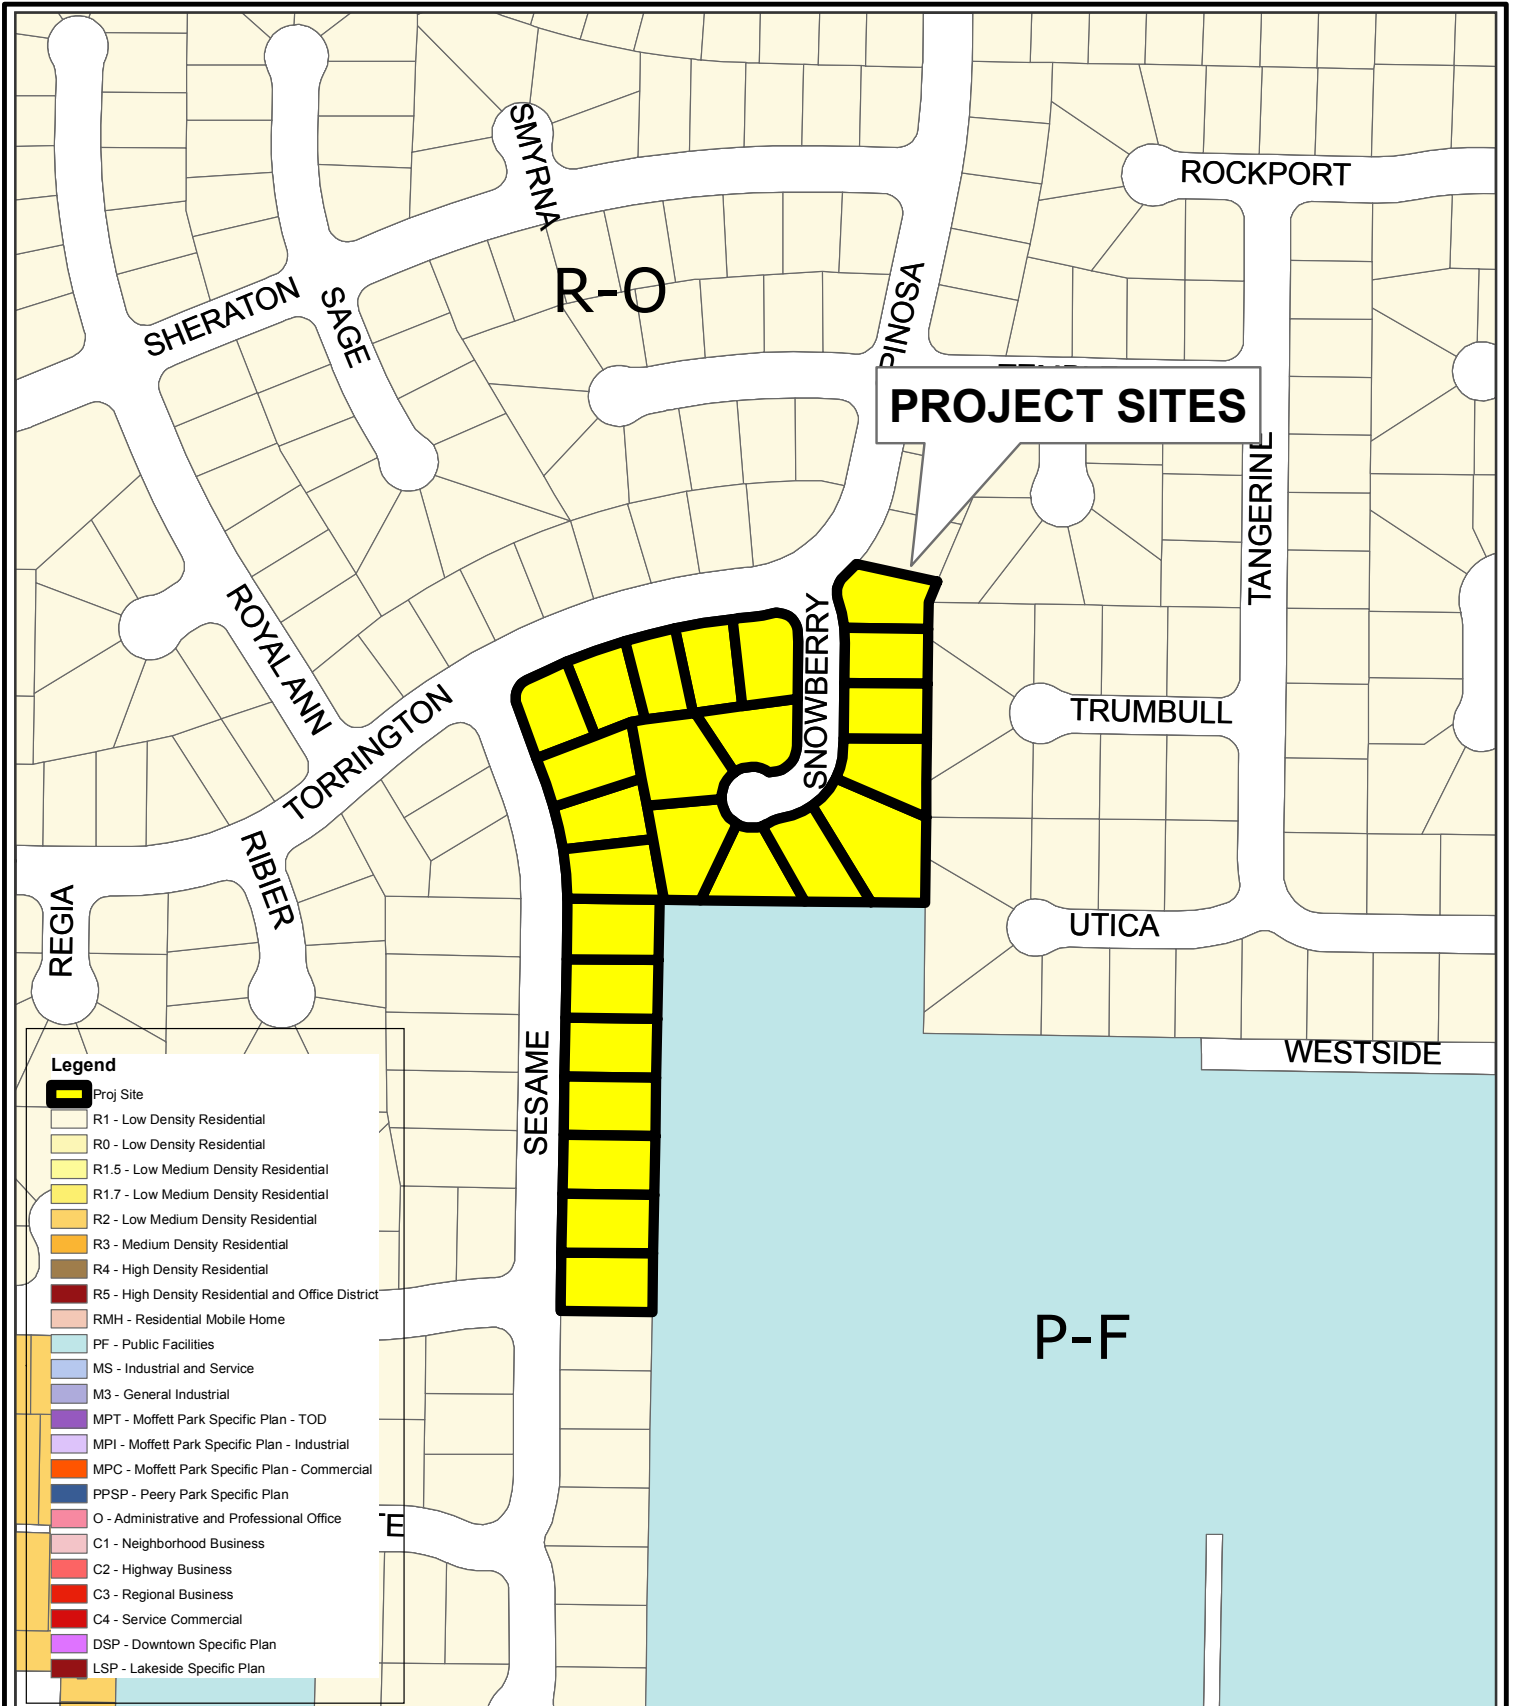 SMYRNA
ROCKPORT
R-O
PINOSA
SHERATON
SAGE
PROJECT SITES
TANGERINE
ROYAL ANN
SNOWBERRY
TORRINGTON
TRUMBULL
RIBIER
REGIA
UTICA
SESAME
WESTSIDE
P-F
TE
Legend
Proj Site
R1 - Low Density Residential
R0 - Low Density Residential
R1.5 - Low Medium Density Residential
R1.7 - Low Medium Density Residential
R2 - Low Medium Density Residential
R3 - Medium Density Residential
R4 - High Density Residential
R5 - High Density Residential and Office District
RMH - Residential Mobile Home
PF - Public Facilities
MS - Industrial and Service
M3 - General Industrial
MPT - Moffett Park Specific Plan - TOD
MPI - Moffett Park Specific Plan - Industrial
MPC - Moffett Park Specific Plan - Commercial
PPSP - Peery Park Specific Plan
O - Administrative and Professional Office
C1 - Neighborhood Business
C2 - Highway Business
C3 - Regional Business
C4 - Service Commercial
DSP - Downtown Specific Plan
LSP - Lakeside Specific Plan